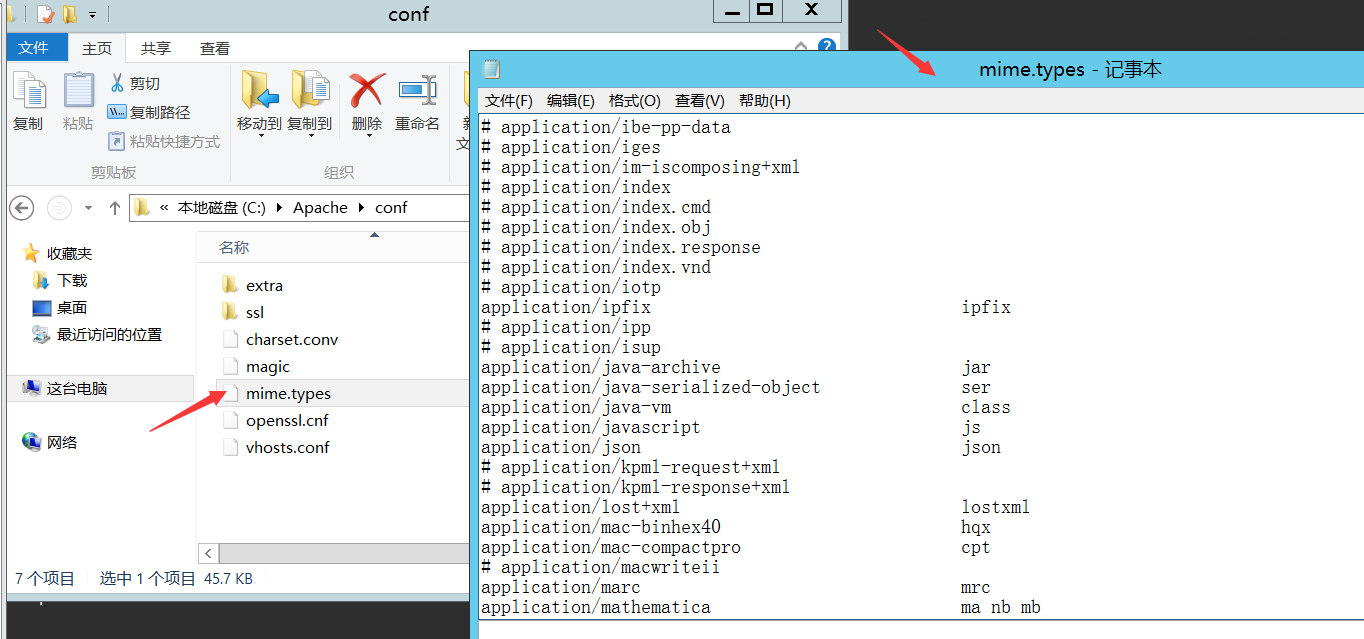 conf
文件 主页 共享 查看
复制
粘贴
剪切
复制路径
粘贴快捷方式
剪贴板
移动到 复制到
删除 重命名
组织
« 本地磁盘 (C:) Apache conf
收藏夹
下载
桌面
最近访问的位置
这台电脑
网络
名称
extra
ssl
charset.conv
magic
mime.types
openssl.cnf
vhosts.conf
7 个项目 选中 1 个项目 45.7 KB
mime.types - 记事本
文件(F) 编辑(E) 格式(O) 查看(V) 帮助(H)
# application/ibe-pp-data
# application/iges
# application/im-iscomposing+xml
# application/index
# application/index.cmd
# application/index.obj
# application/index.response
# application/index.vnd
# application/iotp
application/ipfix ipfix
# application/ipp
# application/isup
application/java-archive jar
application/java-serialized-object ser
application/java-vm class
application/javascript js
application/json json
# application/kpml-request+xml
# application/kpml-response+xml
application/lost+xml lostxml
application/mac-binhex40 hqx
application/mac-compactpro cpt
# application/macwriteii
application/marc mrc
application/mathematica ma nb mb